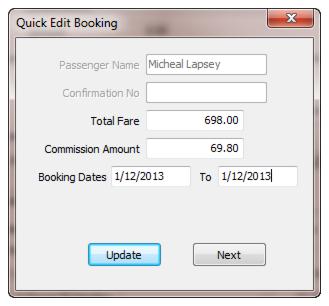 Quick Edit Booking
Passenger Name Micheal Lapsey
Confirmation No
Total Fare 698.00
Commission Amount 69.80
Booking Dates 1/12/2013 To 1/12/2013
Update Next